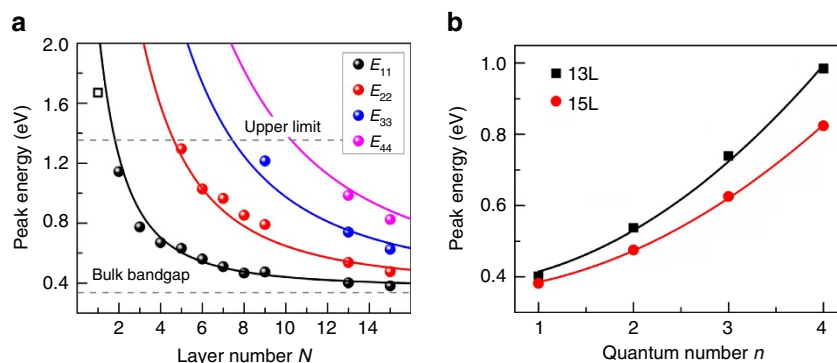 a
2.0
1.6
1.2
0.8
0.4
Peak energy (eV)
E11
E22
E33
E44
Upper limit
Bulk bandgap
2 4 6 8 10 12 14
Layer number N
b
1.0
0.8
0.6
0.4
Peak energy (eV)
13L
15L
1 2 3 4
Quantum number n